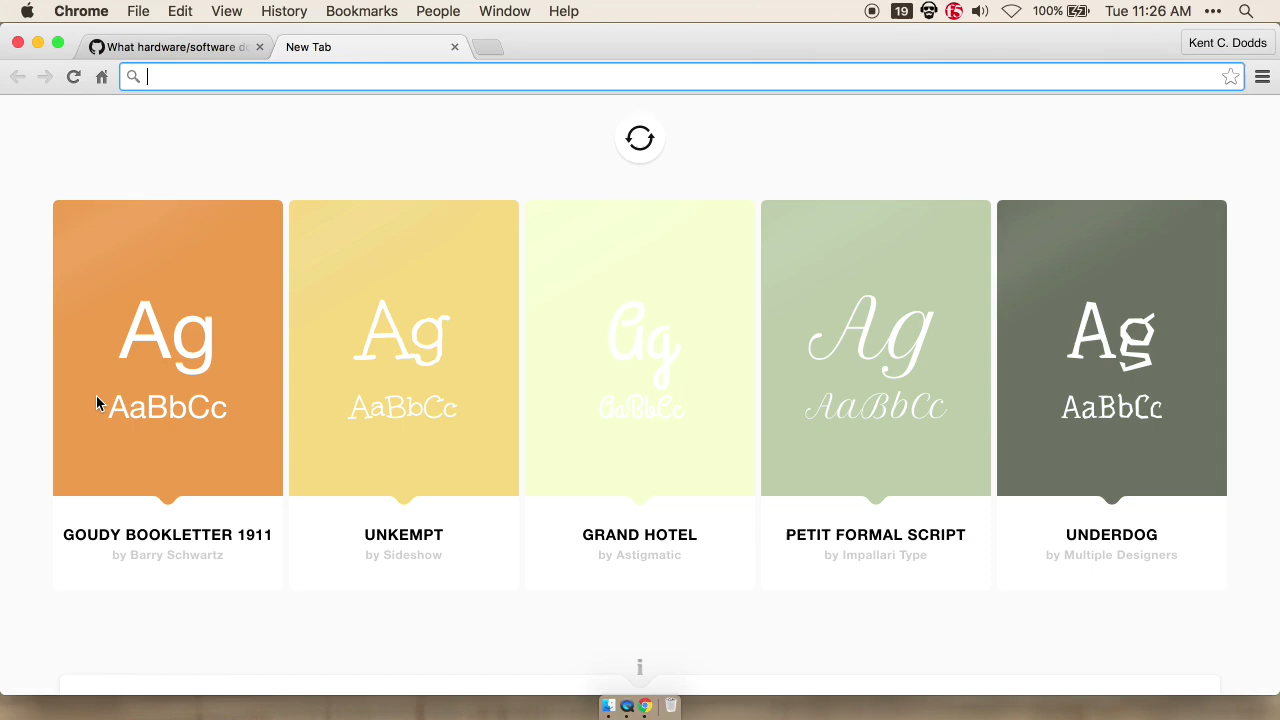 Chrome File Edit View History Bookmarks People Window Help 19 f5 100% Tue 11:26 AM
What hardware/software do
New Tab
Kent C. Dodds
Ag
AaBbCc
GOUDY BOOKLETTER 1911
by Barry Schwartz
Ag
AaBbCc
UNKEMPT
by Sideshow
Ag
AaBbCc
GRAND HOTEL
by Astigmatic
Ag
AaBbCc
PETIT FORMAL SCRIPT
by Impallari Type
Ag
AaBbCc
UNDERDOG
by Multiple Designers
i